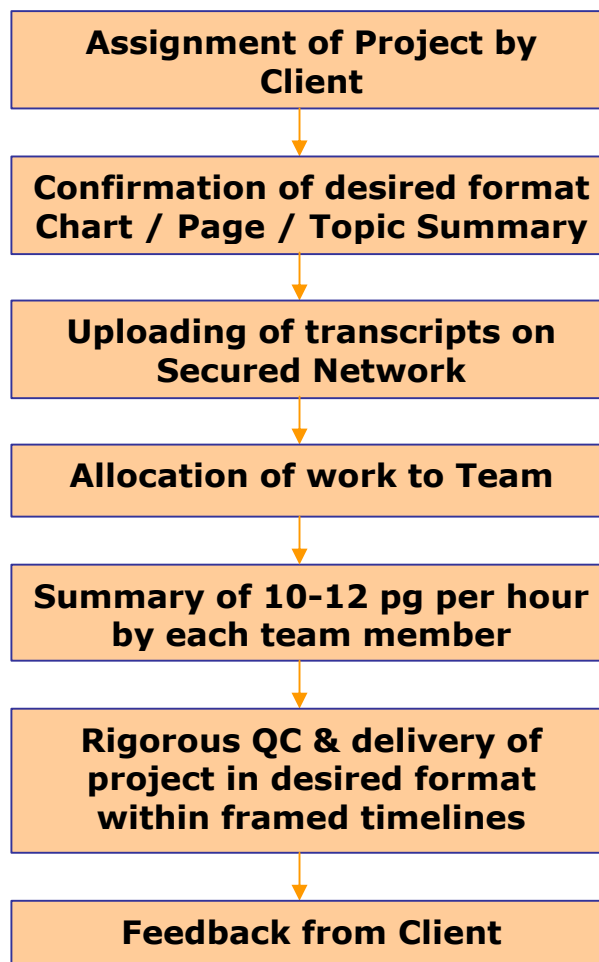 Assignment of Project by
Client
Confirmation of desired format
Chart / Page / Topic Summary
Uploading of transcripts on
Secured Network
Allocation of work to Team
Summary of 10-12 pg per hour
by each team member
Rigorous QC & delivery of
project in desired format
within framed timelines
Feedback from Client